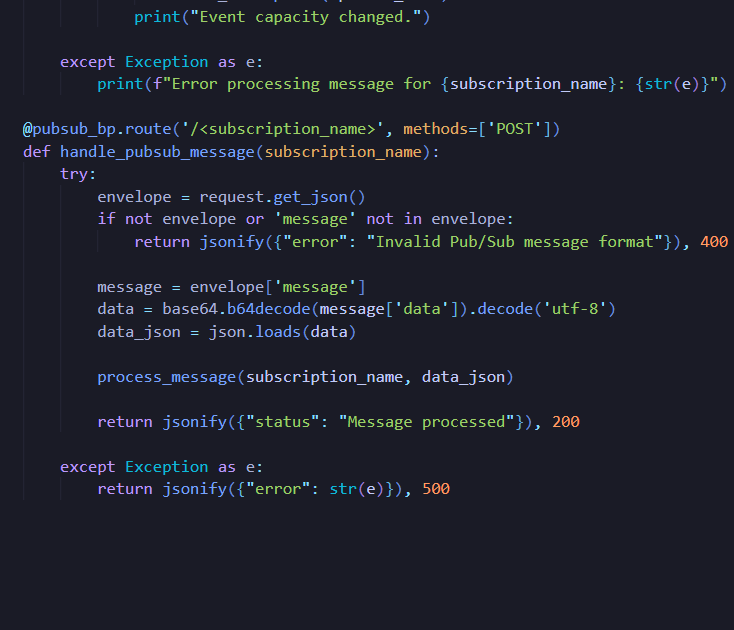 print("Event capacity changed.")
except Exception as e:
print(f"Error processing message for {subscription_name}: {str(e)}")
@pubsub_bp.route('/<subscription_name>', methods=['POST'])
def handle_pubsub_message(subscription_name):
try:
envelope = request.get_json()
if not envelope or 'message' not in envelope:
return jsonify({"error": "Invalid Pub/Sub message format"}), 400
message = envelope['message']
data = base64.b64decode(message['data']).decode('utf-8')
data_json = json.loads(data)
process_message(subscription_name, data_json)
return jsonify({"status": "Message processed"}), 200
except Exception as e:
return jsonify({"error": str(e)}), 500